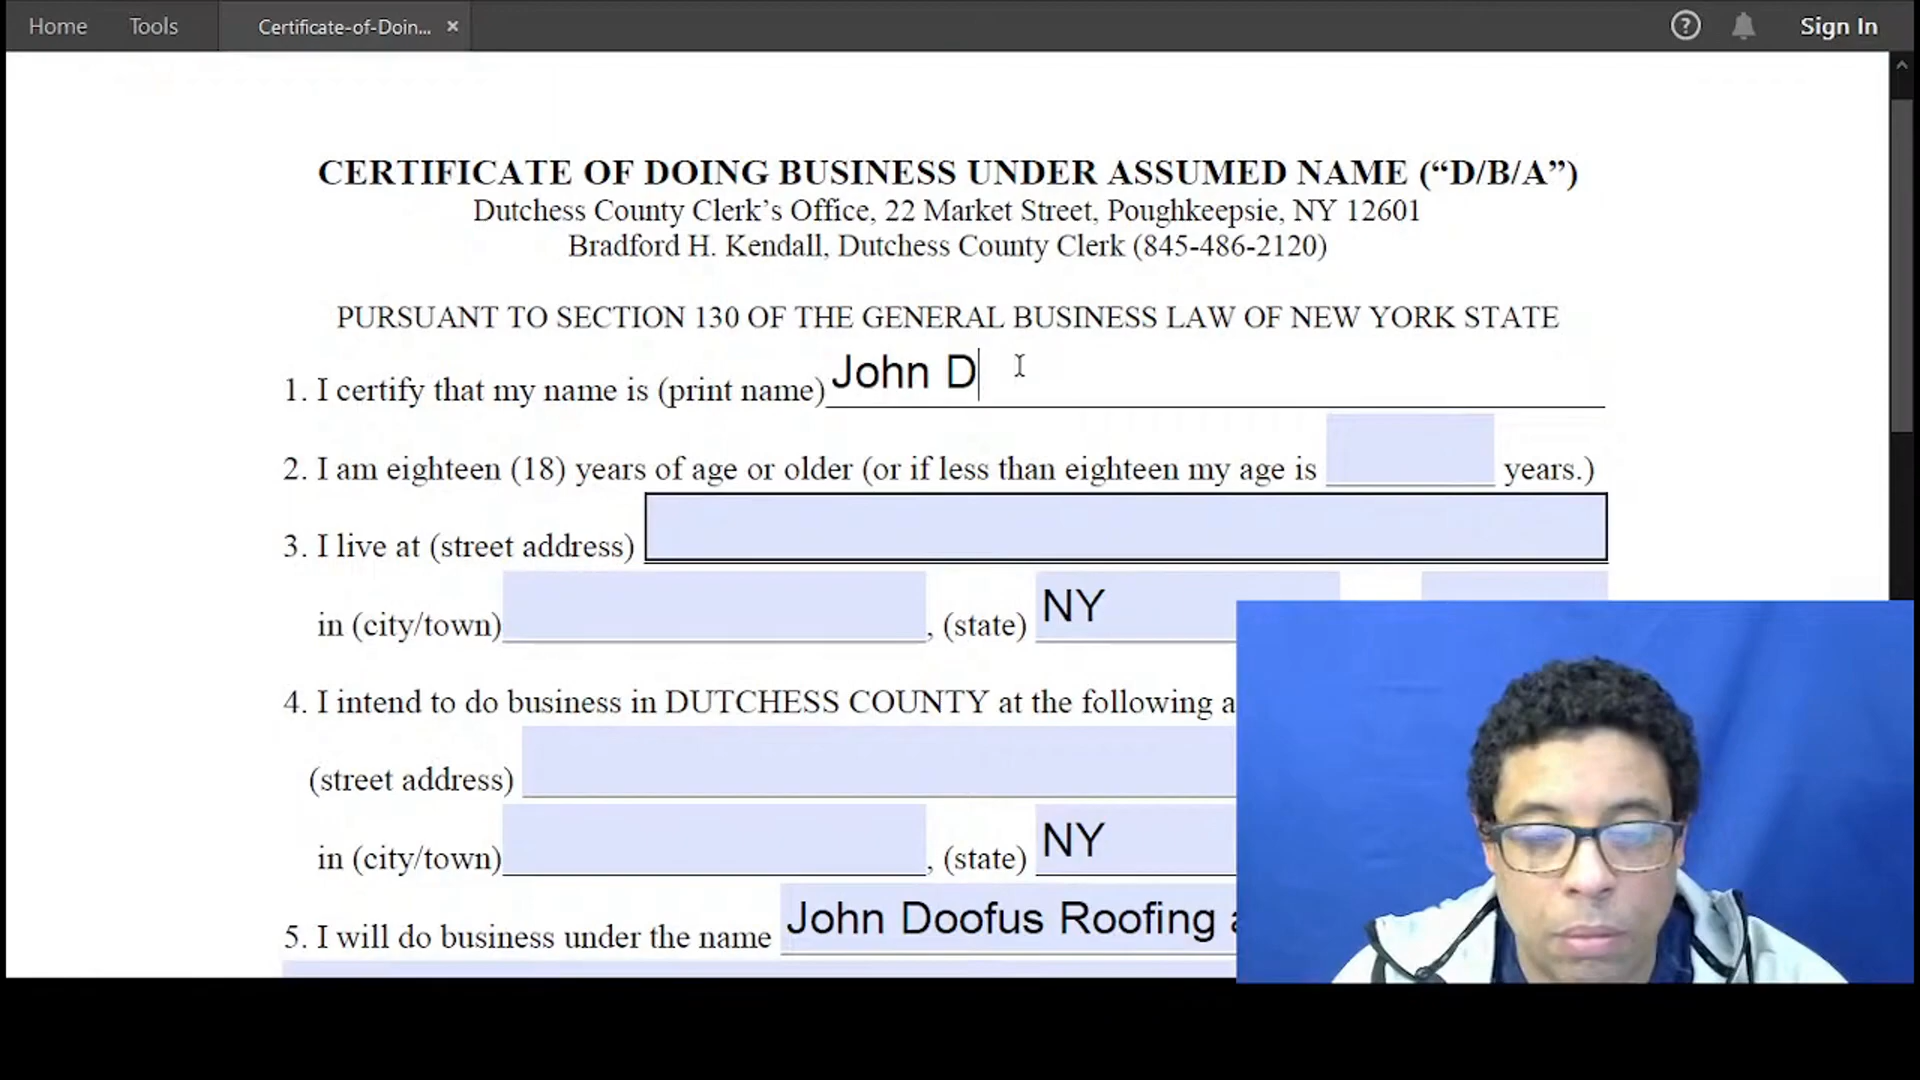 Home Tools Certificate-of-Doin... × ? Sign In
CERTIFICATE OF DOING BUSINESS UNDER ASSUMED NAME (“D/B/A”)
Dutchess County Clerk’s Office, 22 Market Street, Poughkeepsie, NY 12601
Bradford H. Kendall, Dutchess County Clerk (845-486-2120)
PURSUANT TO SECTION 130 OF THE GENERAL BUSINESS LAW OF NEW YORK STATE
1. I certify that my name is (print name) John D
2. I am eighteen (18) years of age or older (or if less than eighteen my age is years.)
3. I live at (street address)
in (city/town) , (state) NY
4. I intend to do business in DUTCHESS COUNTY at the following a
(street address)
in (city/town) , (state) NY
5. I will do business under the name John Doofus Roofing a